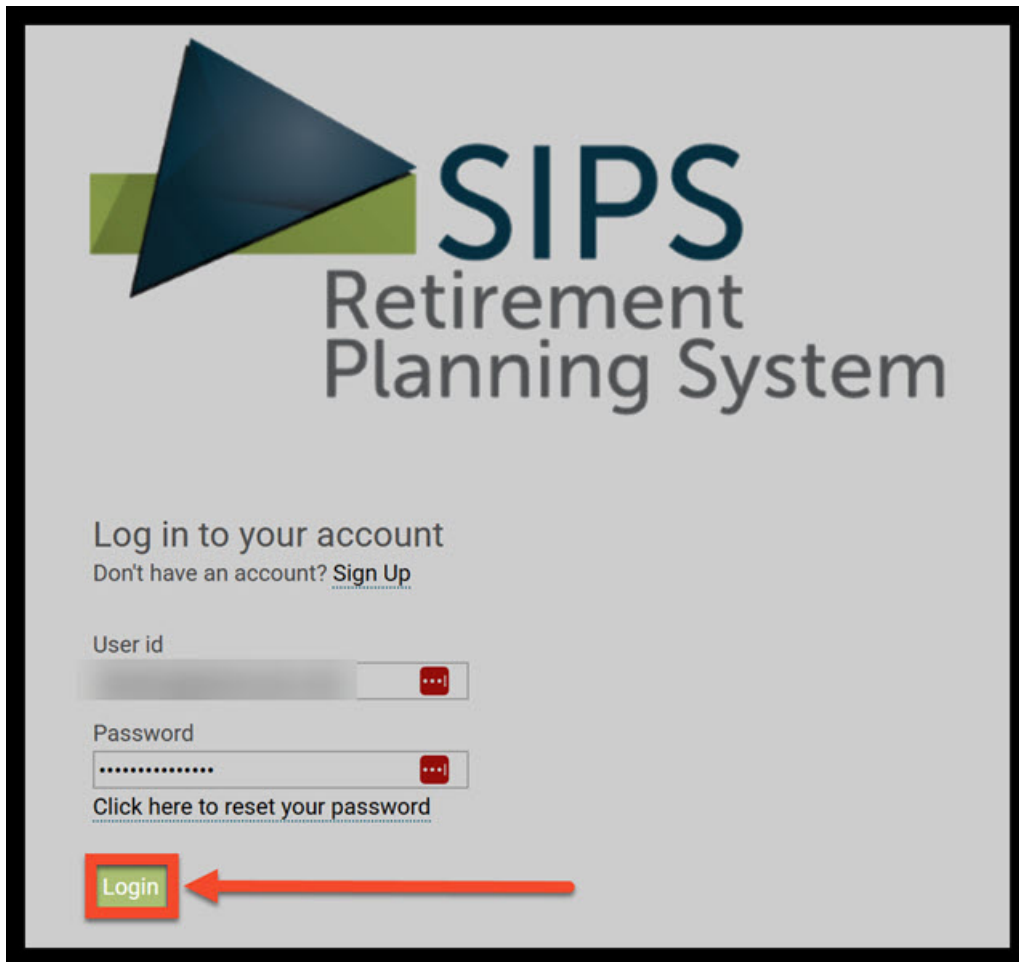 SIPS
Retirement
Planning System
Log in to your account
Don't have an account? Sign Up
User id
Password
Click here to reset your password
Login